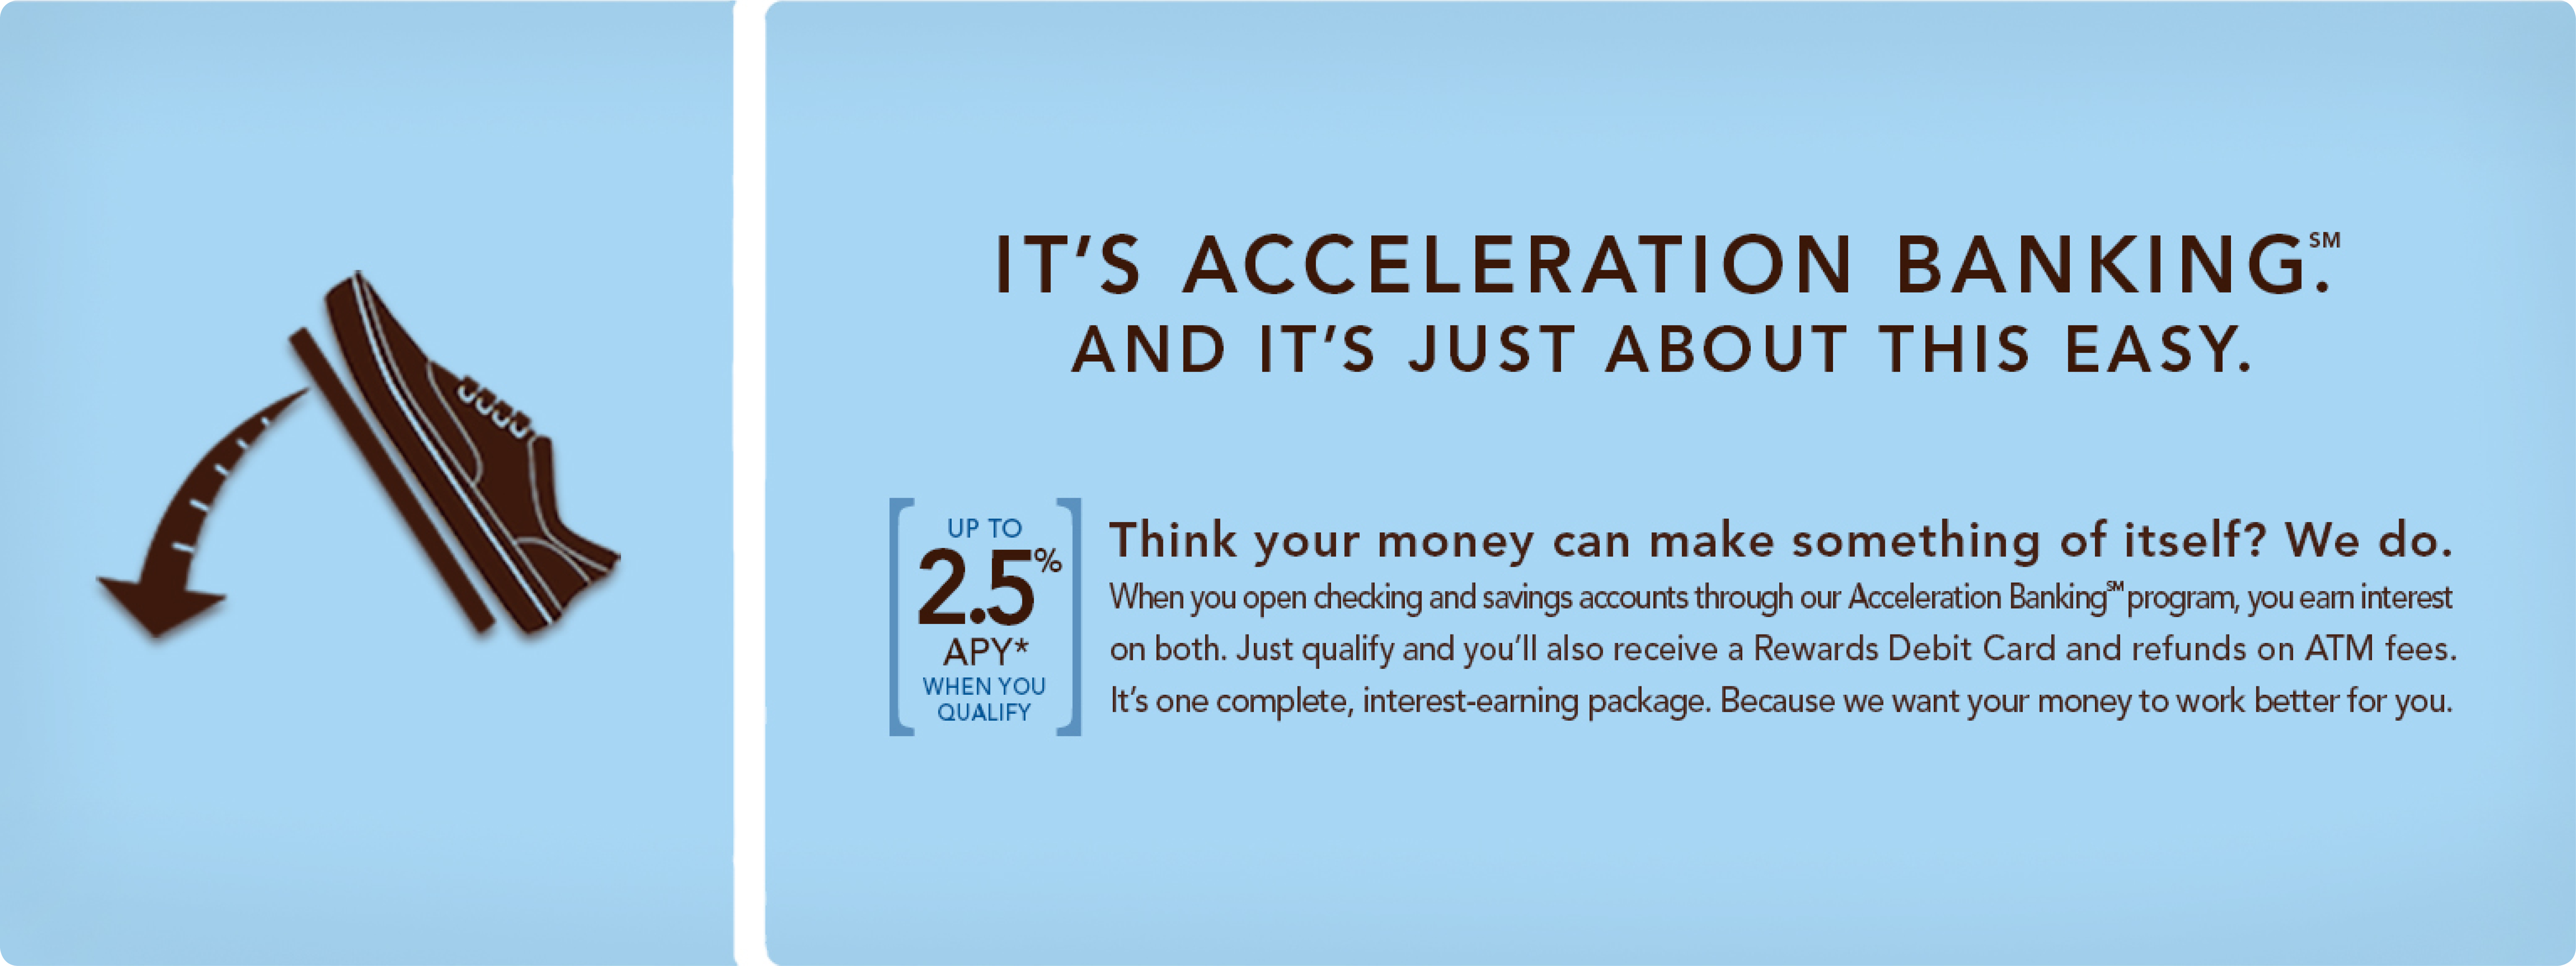 IT’S ACCELERATION BANKING.℠
AND IT’S JUST ABOUT THIS EASY.
UP TO
2.5%
APY*
WHEN YOU
QUALIFY
Think your money can make something of itself? We do.
When you open checking and savings accounts through our Acceleration Banking℠ program, you earn interest
on both. Just qualify and you’ll also receive a Rewards Debit Card and refunds on ATM fees.
It’s one complete, interest-earning package. Because we want your money to work better for you.